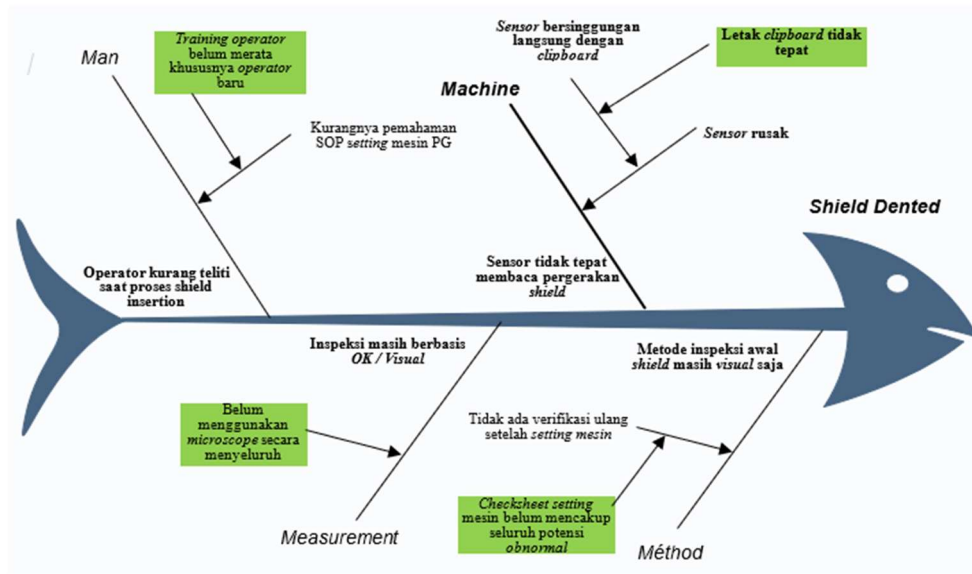 Man
Training operator
belum merata
khususnya operator
baru
Kurangnya pemahaman
SOP setting mesin PG
Operator kurang teliti
saat proses shield
insertion
Machine
Sensor bersinggungan
langsung dengan
clipboard
Letak clipboard tidak
tepat
Sensor rusak
Sensor tidak tepat
membaca pergerakan
shield
Shield Dented
Inspeksi masih berbasis
OK / Visual
Belum
menggunakan
microscope secara
menyeluruh
Measurement
Metode inspeksi awal
shield masih visual saja
Tidak ada verifikasi ulang
setelah setting mesin
Checksheet setting
mesin belum mencakup
seluruh potensi
obnormal
Méthod